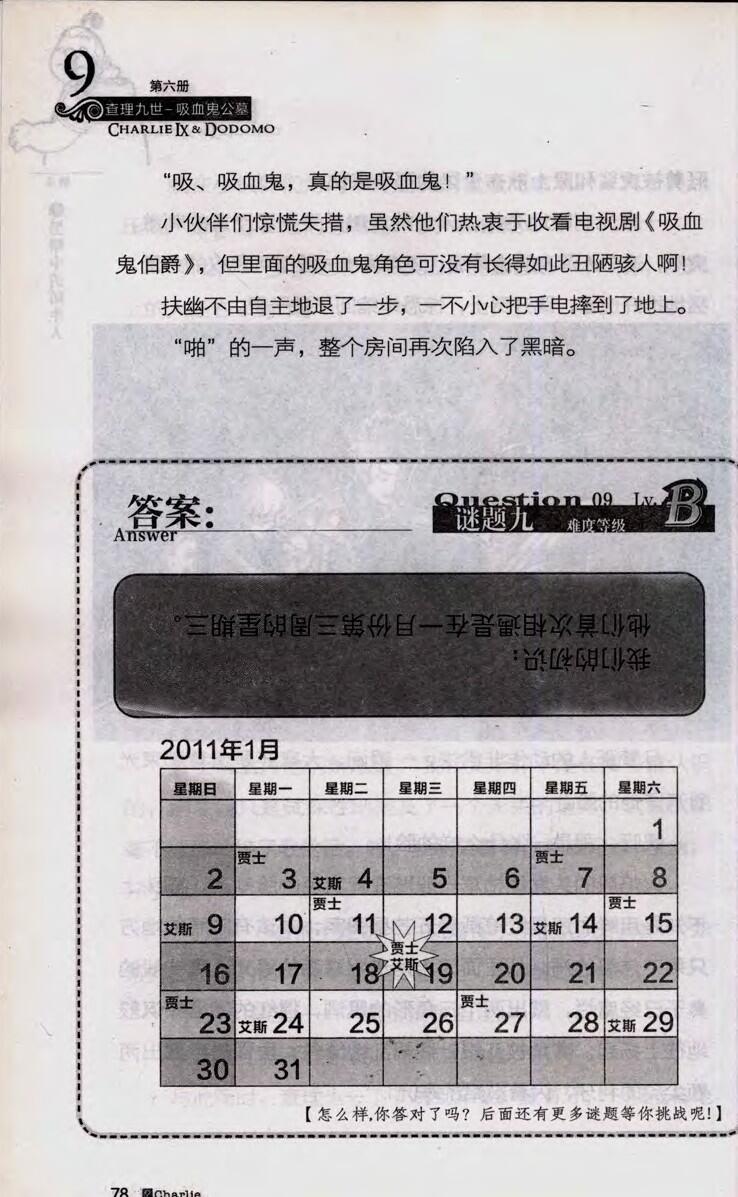 9
第六册
查理九世-吸血鬼公墓
CHARLIE IX & DODOMO
“吸、吸血鬼，真的是吸血鬼！”
小伙伴们惊慌失措，虽然他们热衷于收看电视剧《吸血
鬼伯爵》，但里面的吸血鬼角色可没有长得如此丑陋骇人啊！
扶幽不由自主地退了一步，一不小心把手电摔到了地上。
“啪”的一声，整个房间再次陷入了黑暗。
答案：
Answer
Question 09 Lv. B
谜题九 难度等级
我们的初识：
他们首次相遇是在一月份第三周的星期三。
2011年1月
星期日 星期一 星期二 星期三 星期四 星期五 星期六
1
2 贾士 3 艾斯 4 5 6 贾士 7 8
艾斯 9 10 贾士 11 12 13 艾斯 14 贾士 15
16 17 18 贾士 艾斯 19 20 21 22
贾士 23 艾斯 24 25 26 贾士 27 28 艾斯 29
30 31
【怎么样，你答对了吗？后面还有更多谜题等你挑战呢！】
78 Charlie